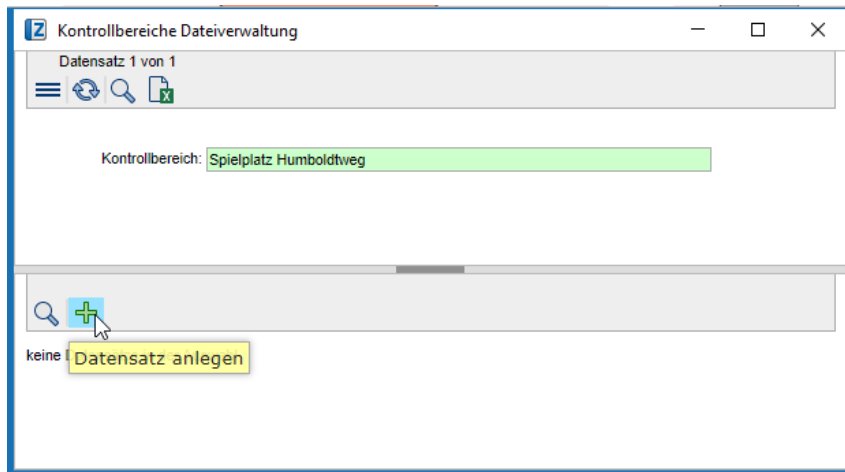 Z Kontrollbereiche Dateiverwaltung
Datensatz 1 von 1
Kontrollbereich: Spielplatz Humboldtweg
keine
Datensatz anlegen